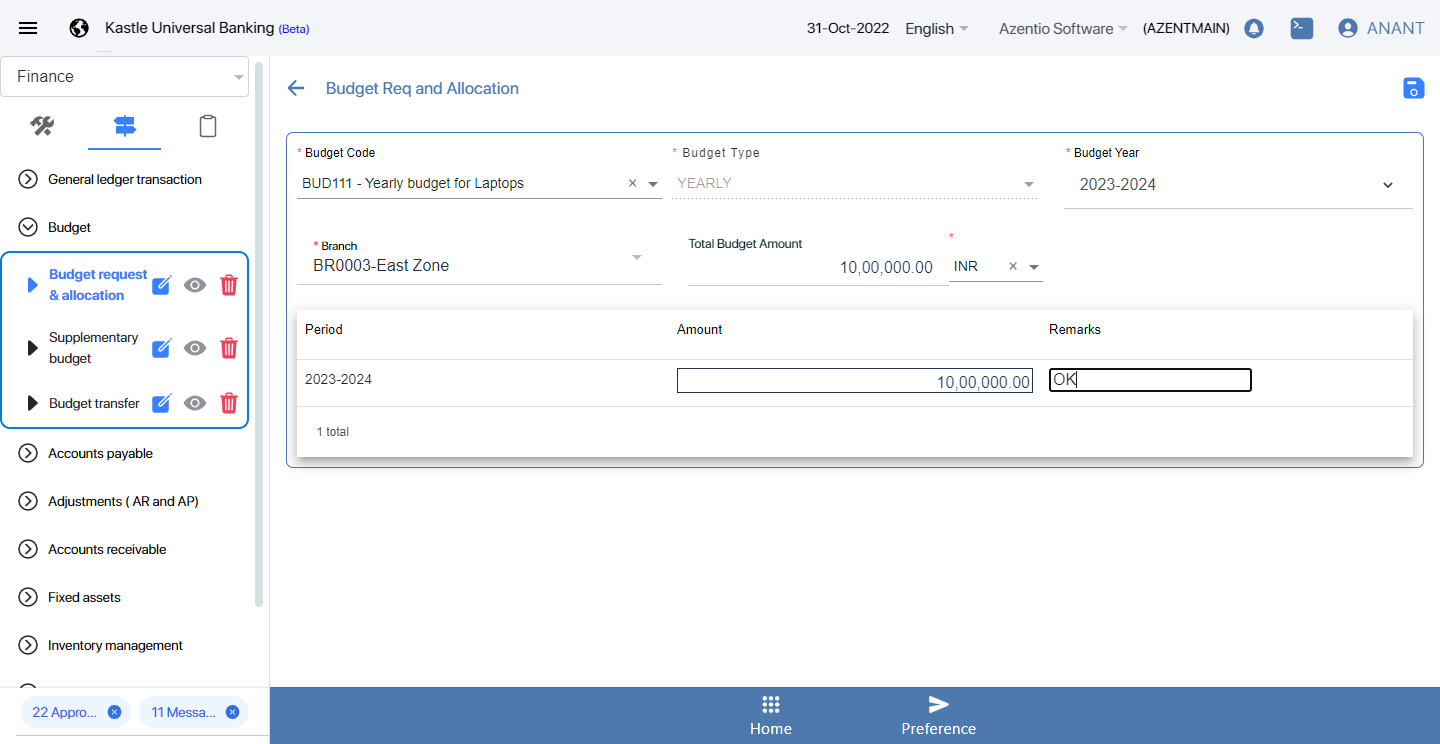 Kastle Universal Banking (Beta)
31-Oct-2022
English
Azentio Software
(AZENTMAIN)
ANANT
Finance
General ledger transaction
Budget
Budget request
& allocation
Supplementary
budget
Budget transfer
Accounts payable
Adjustments ( AR and AP)
Accounts receivable
Fixed assets
Inventory management
22 Appro...
11 Messa...
Budget Req and Allocation
* Budget Code
* Budget Type
* Budget Year
BUD111 - Yearly budget for Laptops
YEARLY
2023-2024
* Branch
Total Budget Amount
*
BR0003-East Zone
10,00,000.00
INR
Period
Amount
Remarks
2023-2024
10,00,000.00
OK
1 total
Home
Preference